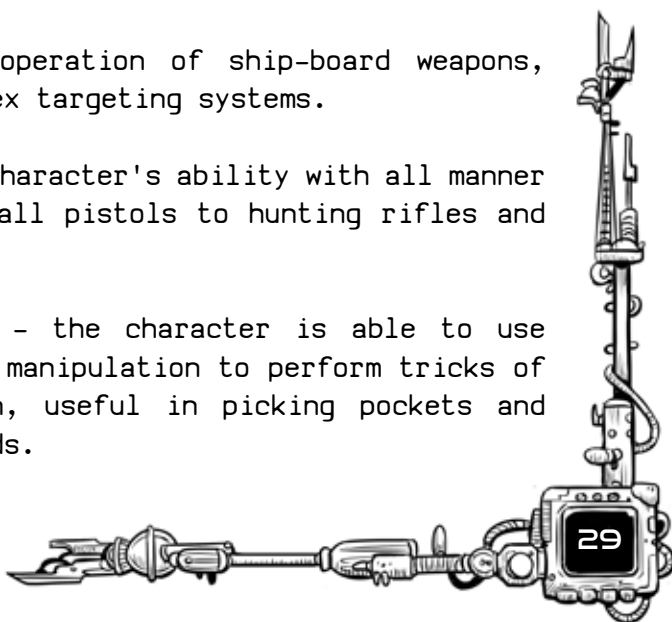 operation of ship-board weapons,
ex targeting systems.
haracter's ability with all manner
all pistols to hunting rifles and
- the character is able to use
manipulation to perform tricks of
, useful in picking pockets and
ds.
29